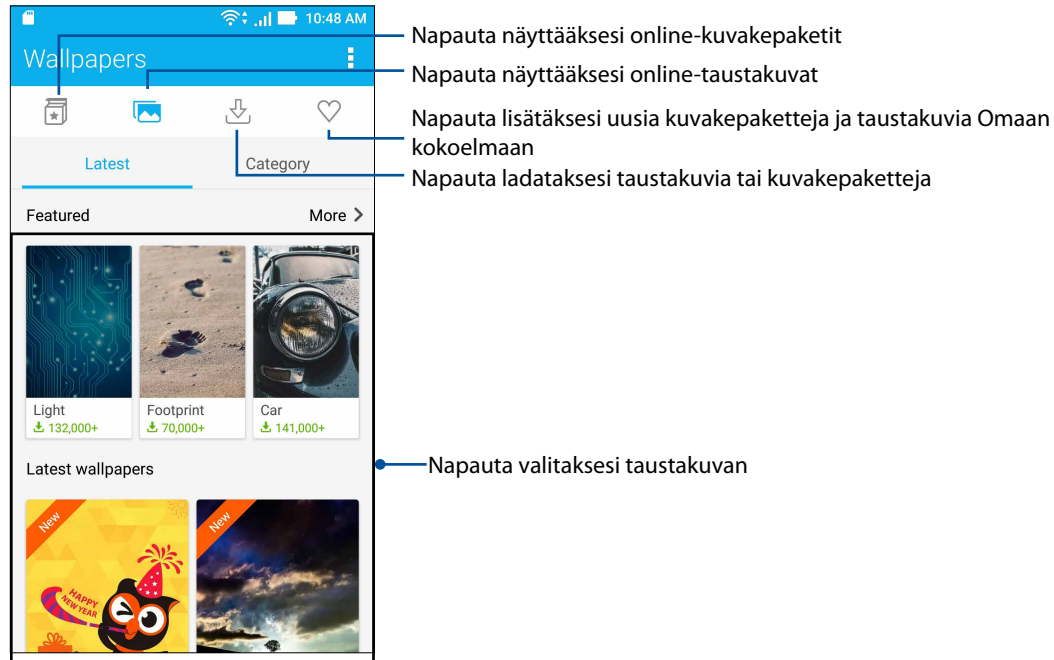 10:48 AM
Wallpapers
Latest Category
Featured More
Light Footprint Car
132,000+ 70,000+ 141,000+
Latest wallpapers
New New
HAPPY
NEW YEAR
Napauta näyttääksesi online-kuvakepaketit
Napauta näyttääksesi online-taustakuvat
Napauta lisätäksesi uusia kuvakepaketteja ja taustakuvia Omaan
kokoelmaan
Napauta ladataksesi taustakuvia tai kuvakepaketteja
Napauta valitaksesi taustakuvan